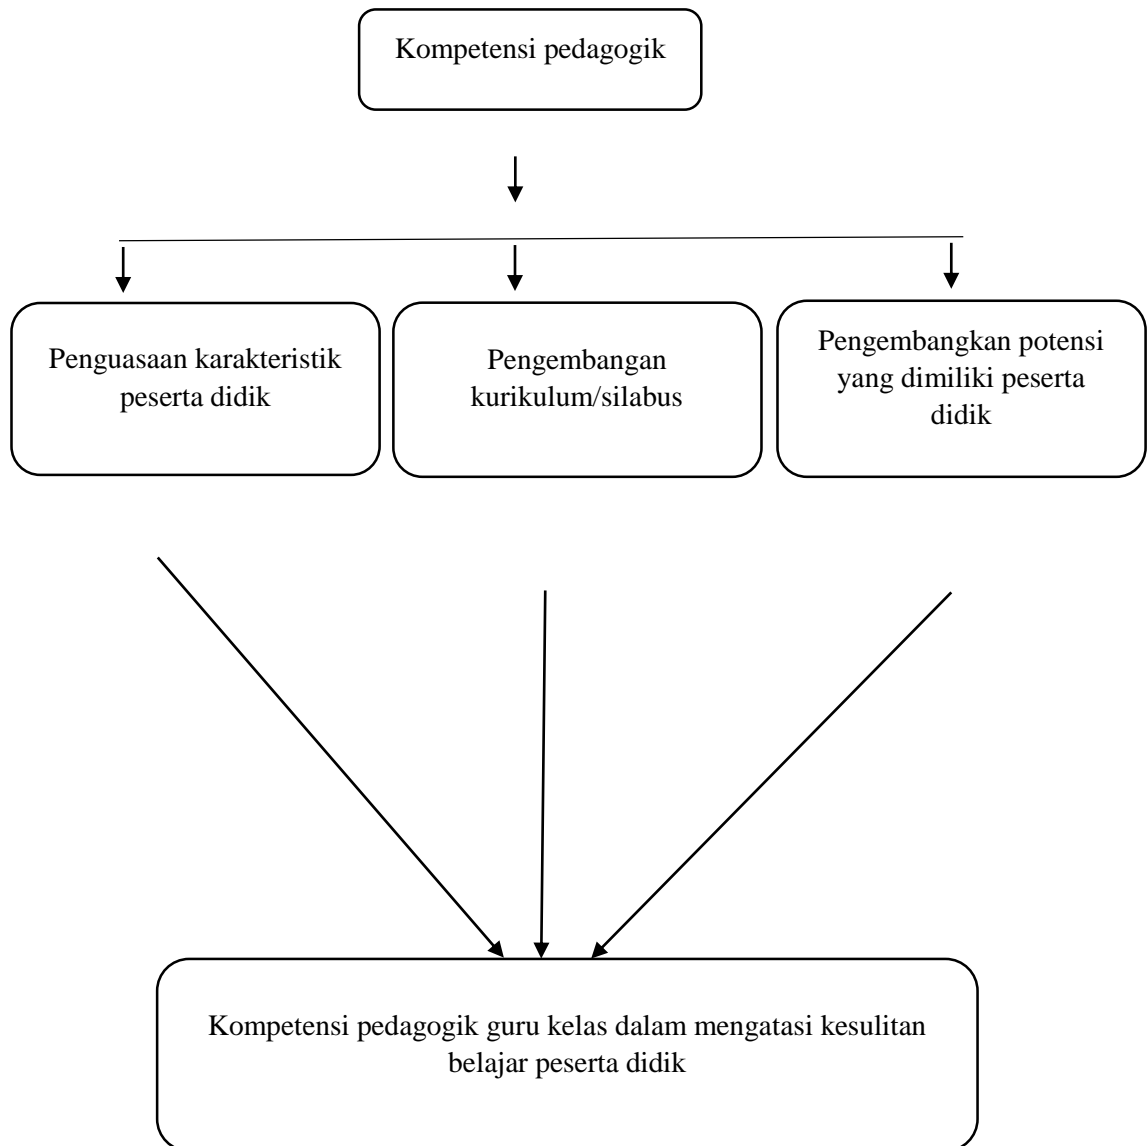 Kompetensi pedagogik
Penguasaan karakteristik
peserta didik
Pengembangan
kurikulum/silabus
Pengembangkan potensi
yang dimiliki peserta
didik
Kompetensi pedagogik guru kelas dalam mengatasi kesulitan
belajar peserta didik